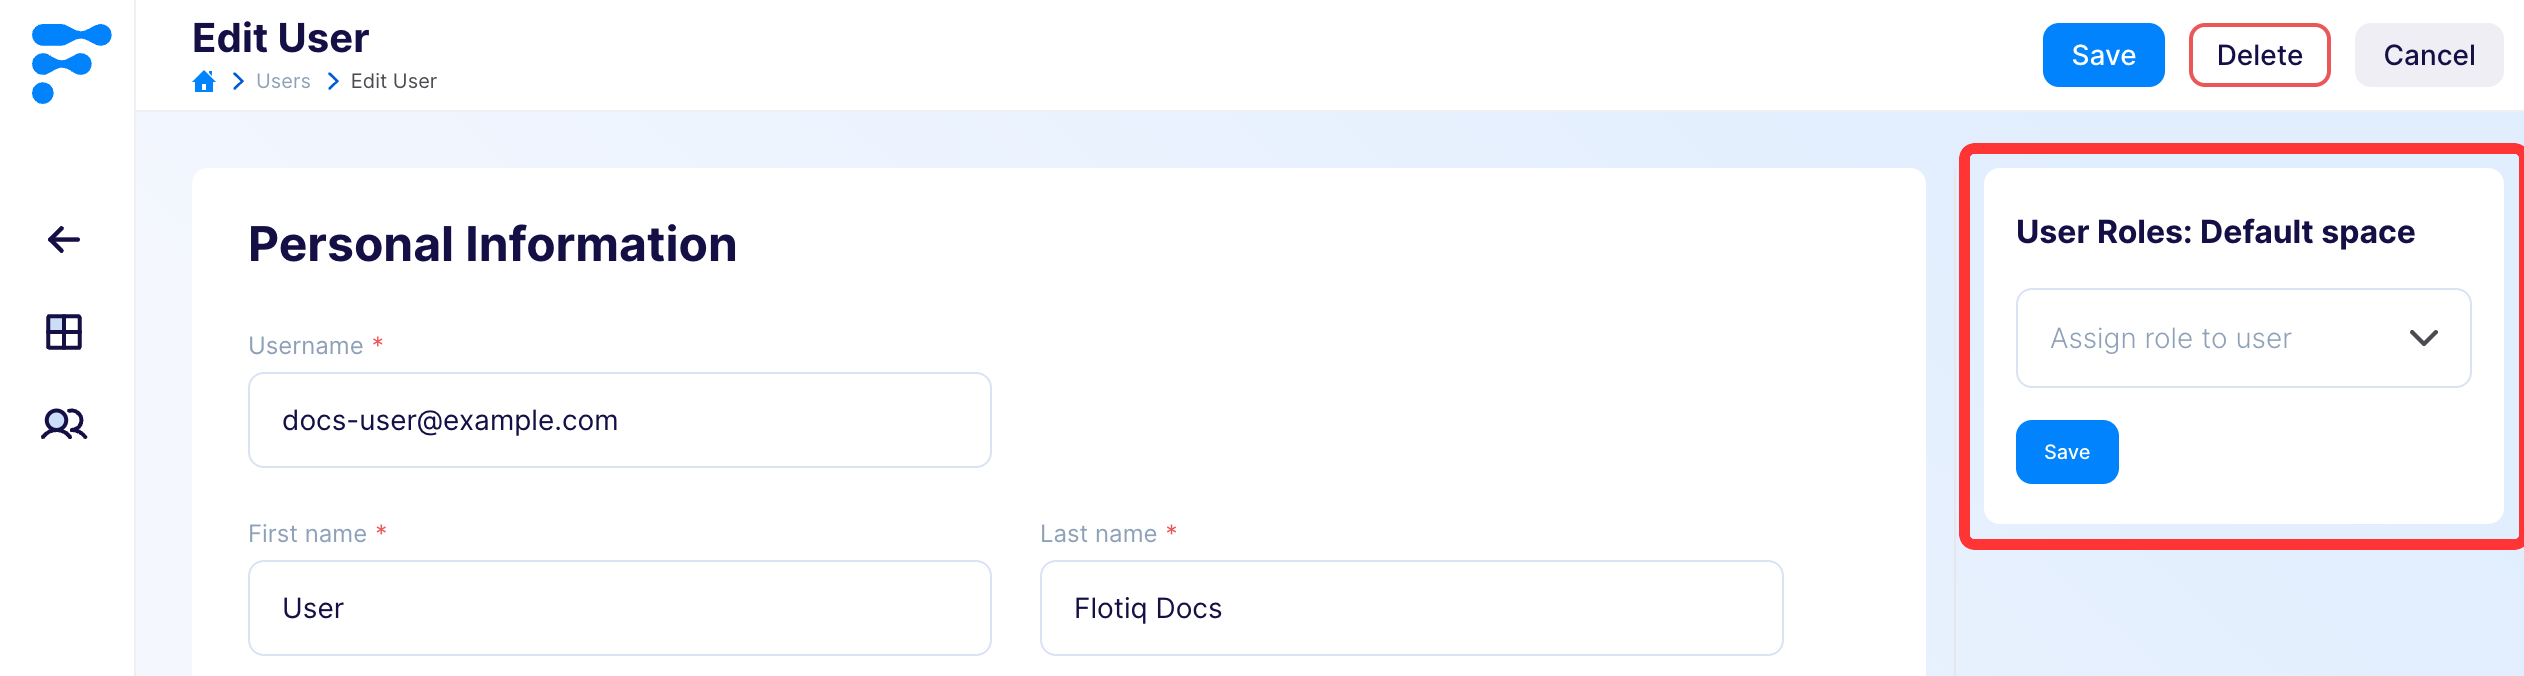 Edit User
Users Edit User
Save Delete Cancel
Personal Information
Username *
docs-user@example.com
First name * Last name *
User Flotiq Docs
User Roles: Default space
Assign role to user
Save